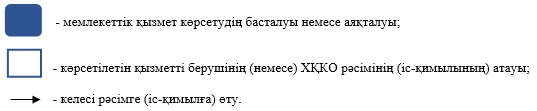 - мемлекеттік қызмет көрсетудің басталуы немесе аяқталуы;
- көрсетілетін қызметті берушінің (немесе) ХҚКО рәсімінің (іс-қимылының) атауы;
- келесі рәсімге (іс-қимылға) өту.